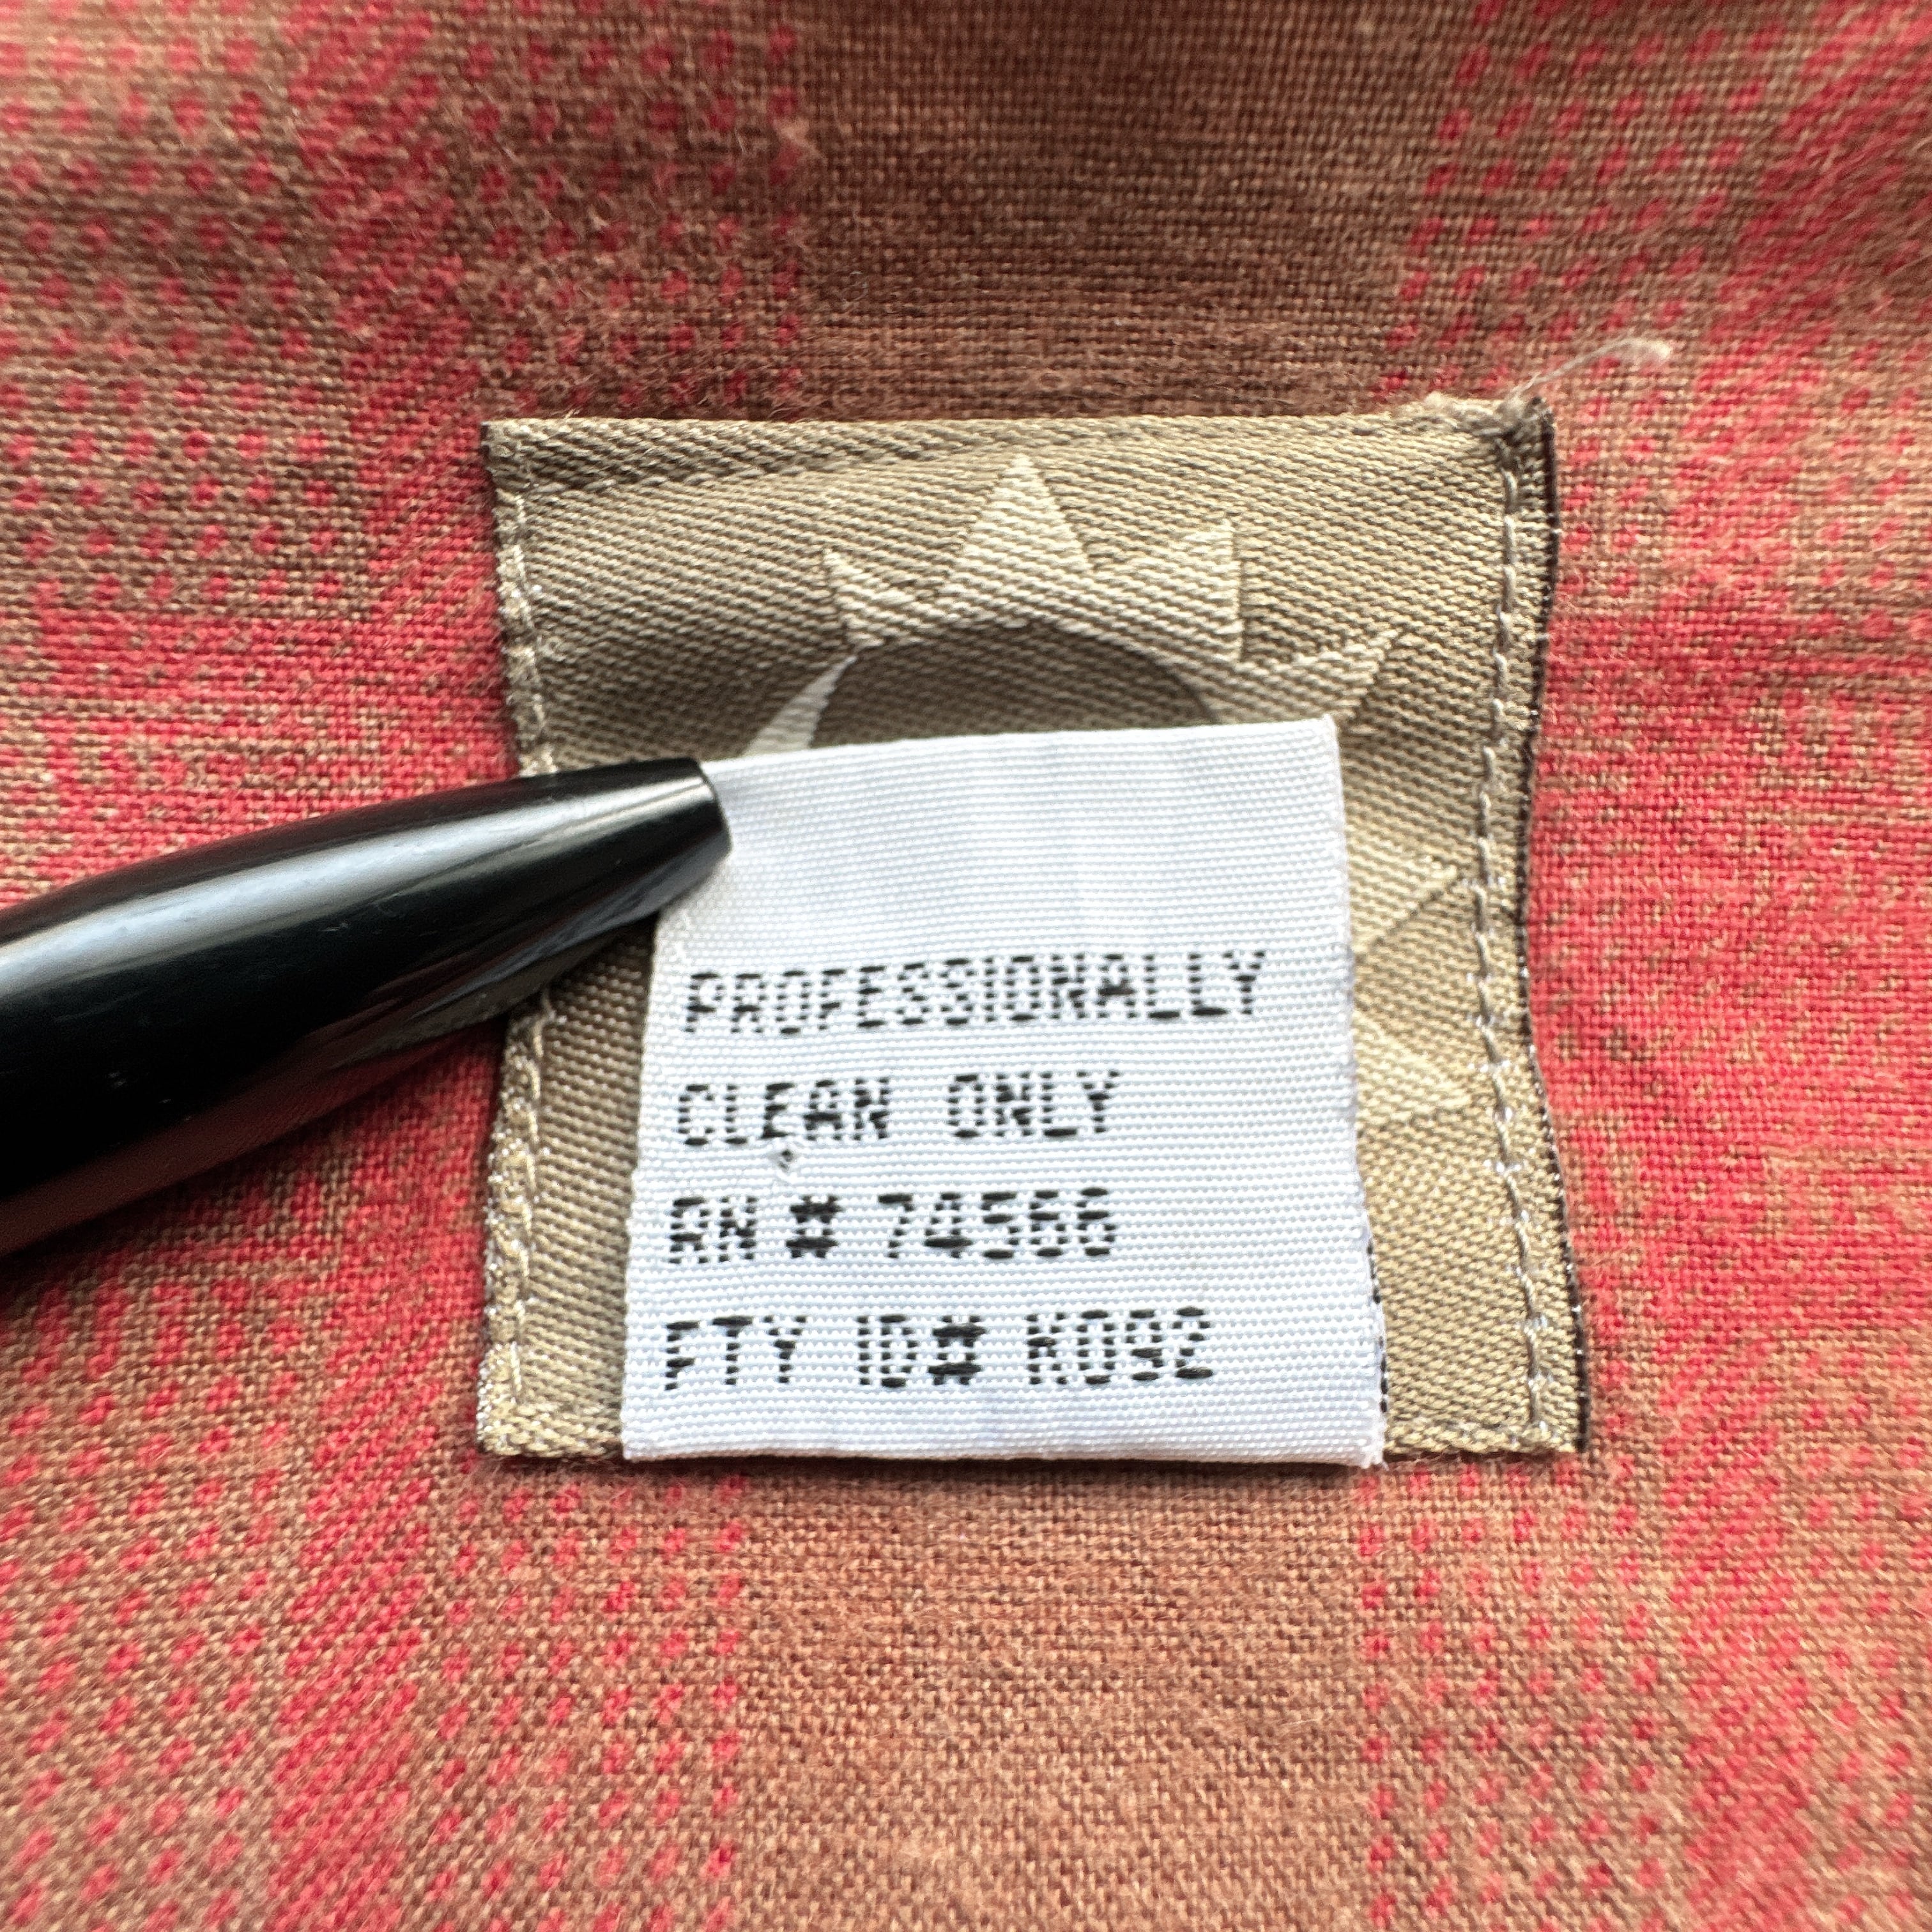 PROFESSIONALLY
CLEAN ONLY
RN # 74566
FTY ID# K092